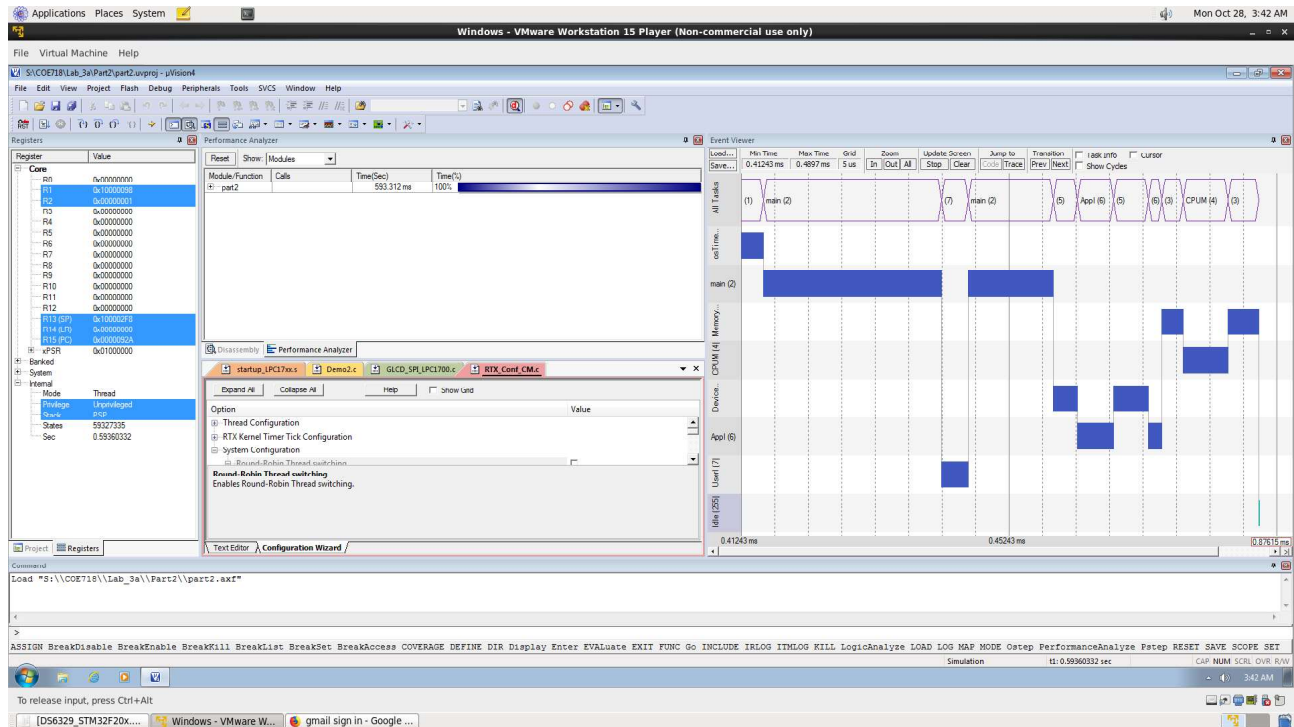 Applications Places System Mon Oct 28, 3:42 AM
Windows - VMware Workstation 15 Player (Non-commercial use only)
File Virtual Machine Help
S:\COE718\Lab_3a\Part2\part2.uvproj - µVision4
File Edit View Project Flash Debug Peripherals Tools SVCS Window Help
Registers
Register Value
Core
R0 0x00000000
R1 0x10000098
R2 0x00000001
R3 0x00000000
R4 0x00000000
R5 0x00000000
R6 0x00000000
R7 0x00000000
R8 0x00000000
R9 0x00000000
R10 0x00000000
R11 0x00000000
R12 0x00000000
R13 (SP) 0x100002F8
R14 (LR) 0x00000000
R15 (PC) 0x0000092A
xPSR 0x01000000
Banked
System
Internal
Mode Thread
Privilege Unprivileged
Stack PSP
States 59327335
Sec 0.59360332
Project Registers
Performance Analyzer
Reset Show: Modules
Module/Function Calls Time(Sec) Time(%)
part2 593.312 ms 100%
Disassembly Performance Analyzer
startup_LPC17xx.s Demo2.c GLCD_SPI_LPC1700.c RTX_Conf_CM.c
Expand All Collapse All Help Show Grid
Option Value
Thread Configuration
RTX Kernel Timer Tick Configuration
System Configuration
Round-Robin Thread switching
Round-Robin Thread switching
Enables Round-Robin Thread switching.
Text Editor Configuration Wizard
Event Viewer
Load... Min Time Max Time Grid Zoom Update Screen Jump to Transition Task Info Cursor
Save... 0.41243 ms 0.4897 ms 5 us In Out All Stop Clear Code Trace Prev Next Show Cycles
All Tasks
(1) main (2) (7) main (2) (5) Appl (6) (5) (6) (3) CPUM (4) (3)
osTime...
main (2)
Memory...
CPUM (4)
Device...
Appl (6)
UserI (7)
Idle (255)
0.41243 ms 0.45243 ms 0.87615 ms
Command
Load "S:\\COE718\\Lab_3a\\Part2\\part2.axf"
>
ASSIGN BreakDisable BreakEnable BreakKill BreakList BreakSet BreakAccess COVERAGE DEFINE DIR Display Enter EVALuate EXIT FUNC Go INCLUDE IRLOG ITMLOG KILL LogicAnalyze LOAD LOG MAP MODE Ostep PerformanceAnalyze Pstep RESET SAVE SCOPE SET
Simulation t1: 0.59360332 sec CAP NUM SCRL OVR R/W
3:42 AM
To release input, press Ctrl+Alt
[DS6329_STM32F20x.... Windows - VMware W... gmail sign in - Google ...